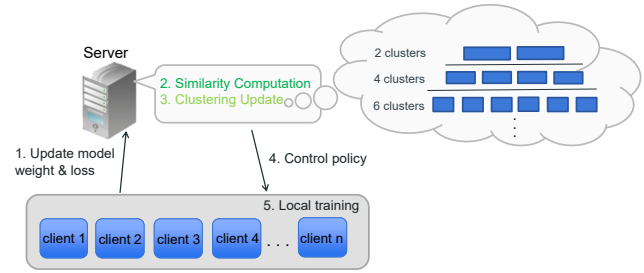 Server
2. Similarity Computation
3. Clustering Update
2 clusters
4 clusters
6 clusters
1. Update model
weight & loss
4. Control policy
5. Local training
client 1
client 2
client 3
client 4
. . .
client n